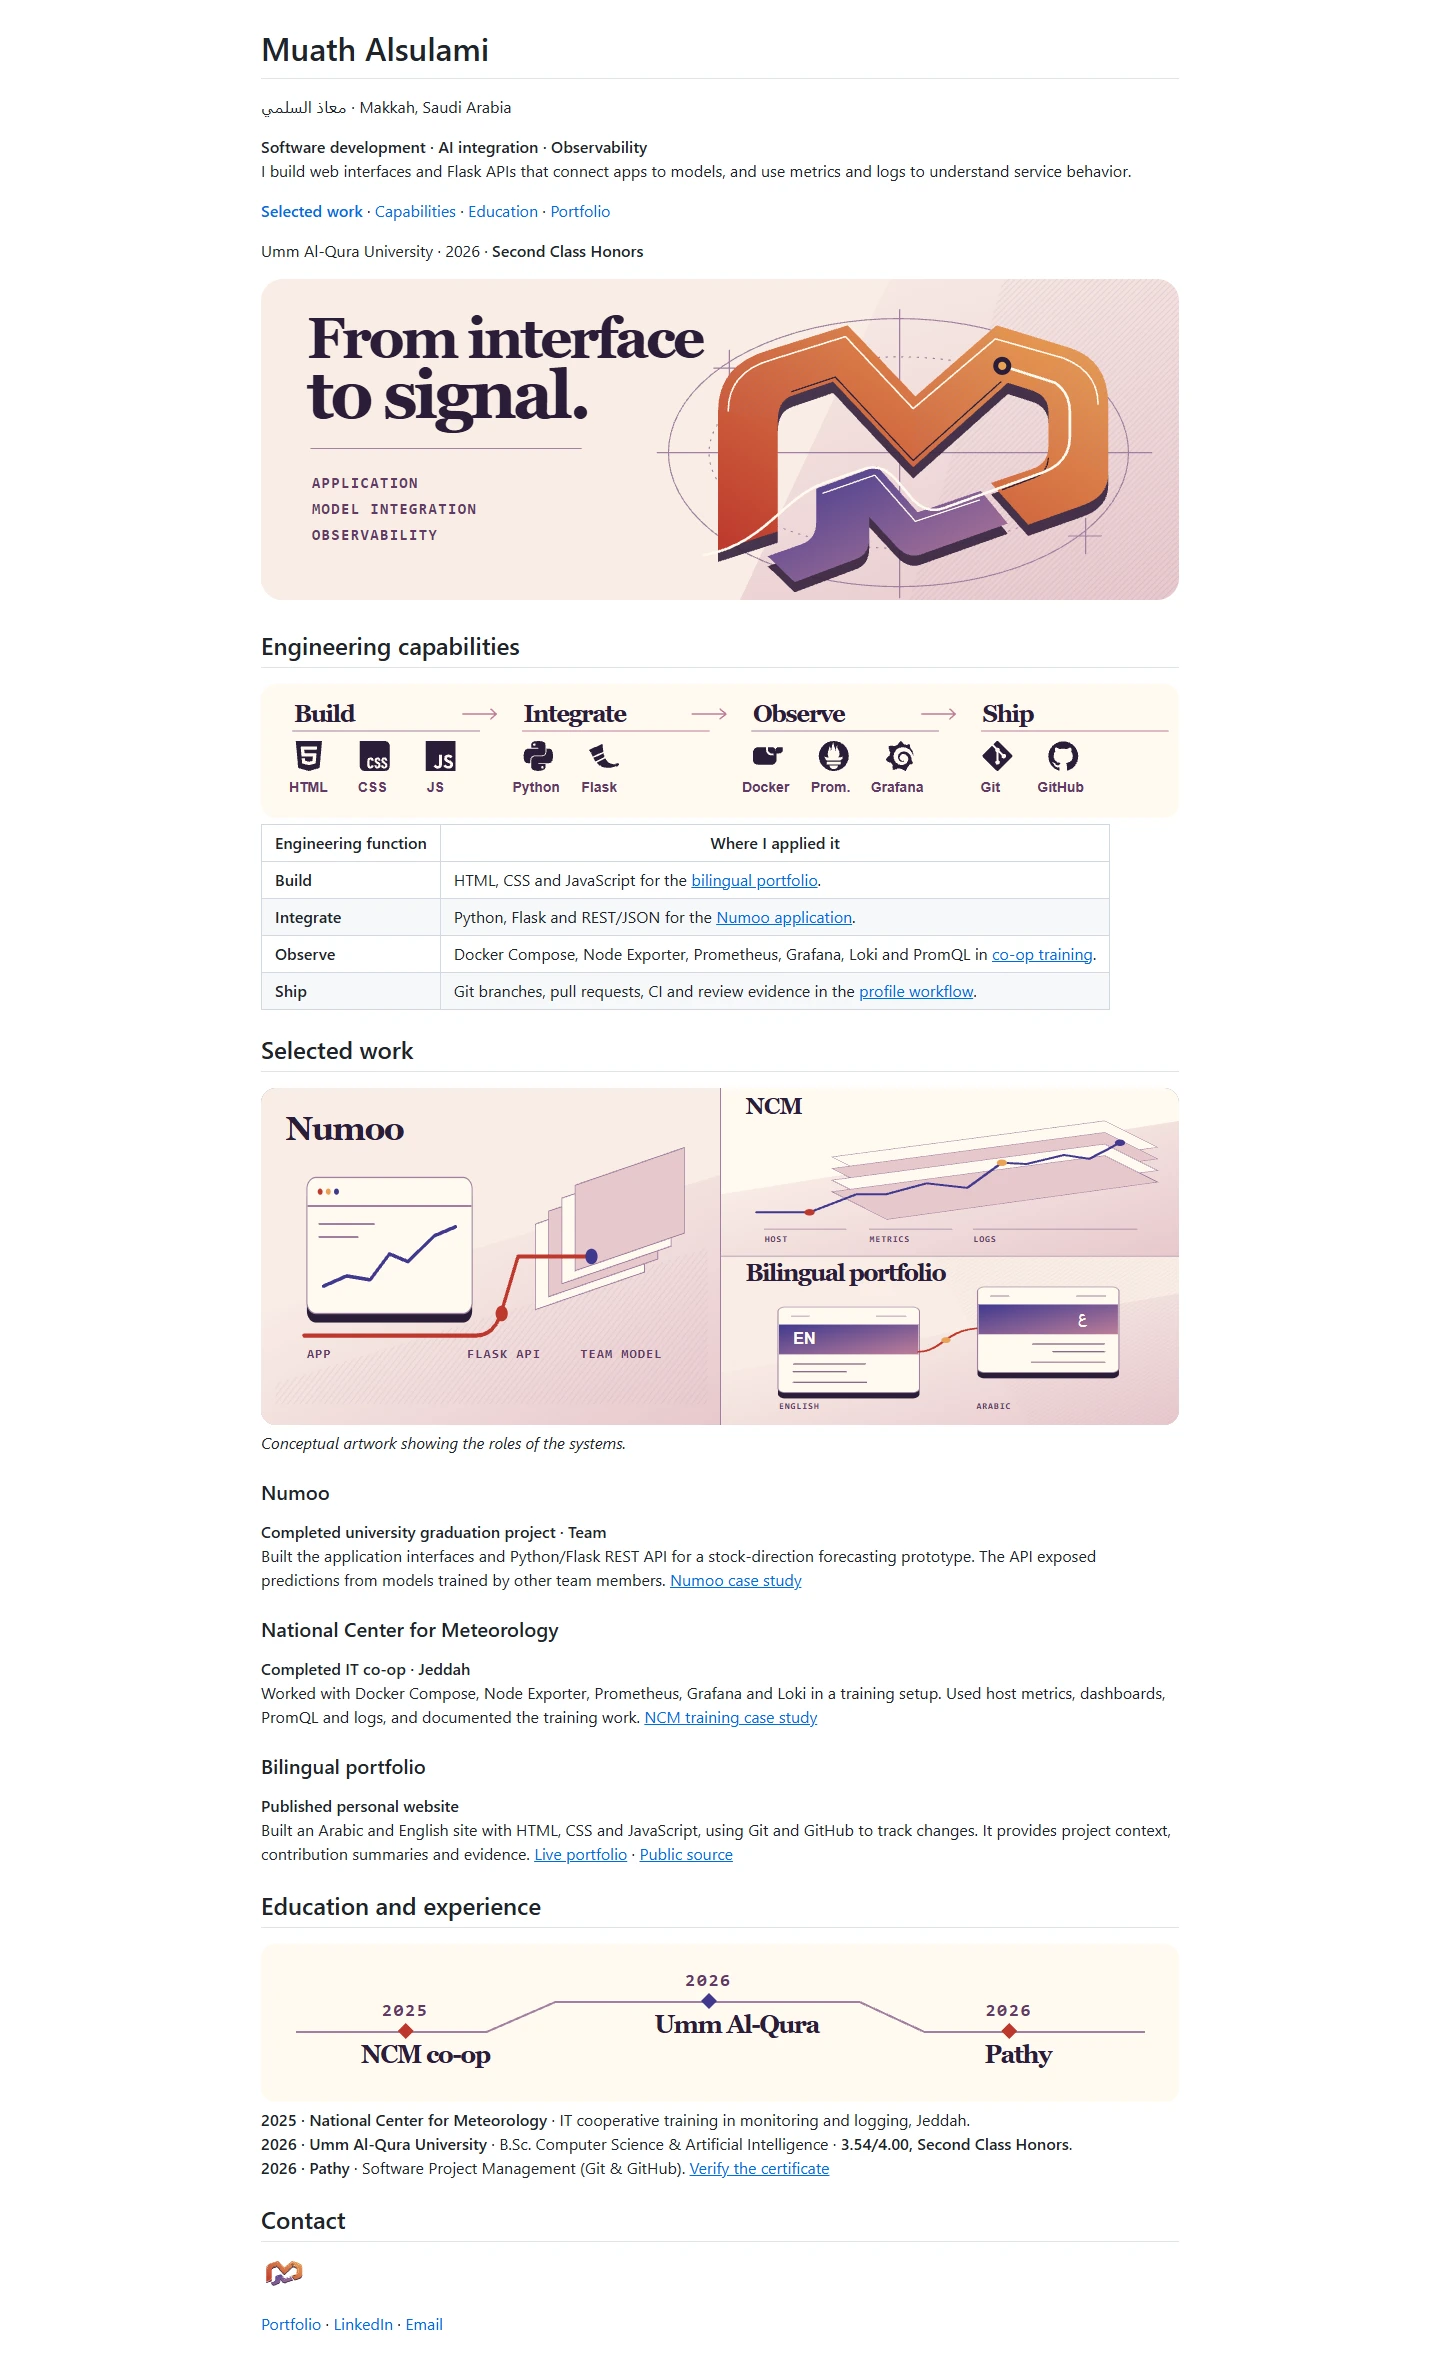 Muath Alsulami
معاذ السلمي · Makkah, Saudi Arabia
Software development · AI integration · Observability
I build web interfaces and Flask APIs that connect apps to models, and use metrics and logs to understand service behavior.
Selected work · Capabilities · Education · Portfolio
Umm Al-Qura University · 2026 · Second Class Honors
From interface
to signal.
APPLICATION
MODEL INTEGRATION
OBSERVABILITY
Engineering capabilities
Build Integrate Observe Ship
HTML CSS JS Python Flask Docker Prom. Grafana Git GitHub
Engineering function Where I applied it
Build HTML, CSS and JavaScript for the bilingual portfolio.
Integrate Python, Flask and REST/JSON for the Numoo application.
Observe Docker Compose, Node Exporter, Prometheus, Grafana, Loki and PromQL in co-op training.
Ship Git branches, pull requests, CI and review evidence in the profile workflow.
Selected work
Numoo
APP FLASK API TEAM MODEL
NCM
HOST METRICS LOGS
Bilingual portfolio
EN ع
ENGLISH ARABIC
Conceptual artwork showing the roles of the systems.
Numoo
Completed university graduation project · Team
Built the application interfaces and Python/Flask REST API for a stock-direction forecasting prototype. The API exposed
predictions from models trained by other team members. Numoo case study
National Center for Meteorology
Completed IT co-op · Jeddah
Worked with Docker Compose, Node Exporter, Prometheus, Grafana and Loki in a training setup. Used host metrics, dashboards,
PromQL and logs, and documented the training work. NCM training case study
Bilingual portfolio
Published personal website
Built an Arabic and English site with HTML, CSS and JavaScript, using Git and GitHub to track changes. It provides project context,
contribution summaries and evidence. Live portfolio · Public source
Education and experience
2025 2026 2026
NCM co-op Umm Al-Qura Pathy
2025 · National Center for Meteorology · IT cooperative training in monitoring and logging, Jeddah.
2026 · Umm Al-Qura University · B.Sc. Computer Science & Artificial Intelligence · 3.54/4.00, Second Class Honors.
2026 · Pathy · Software Project Management (Git & GitHub). Verify the certificate
Contact
Portfolio · LinkedIn · Email